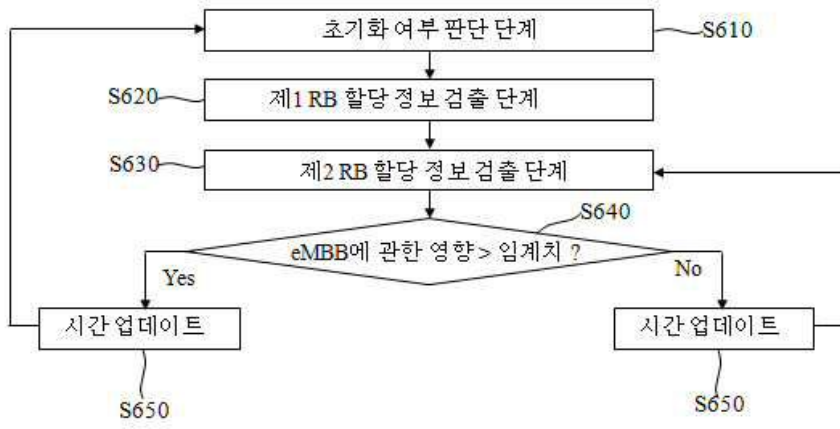 초기화 여부 판단 단계
S610
S620
제1 RB 할당 정보 검출 단계
S630
제2 RB 할당 정보 검출 단계
S640
eMBB에 관한 영향 > 임계치 ?
Yes
No
시간 업데이트
시간 업데이트
S650
S650